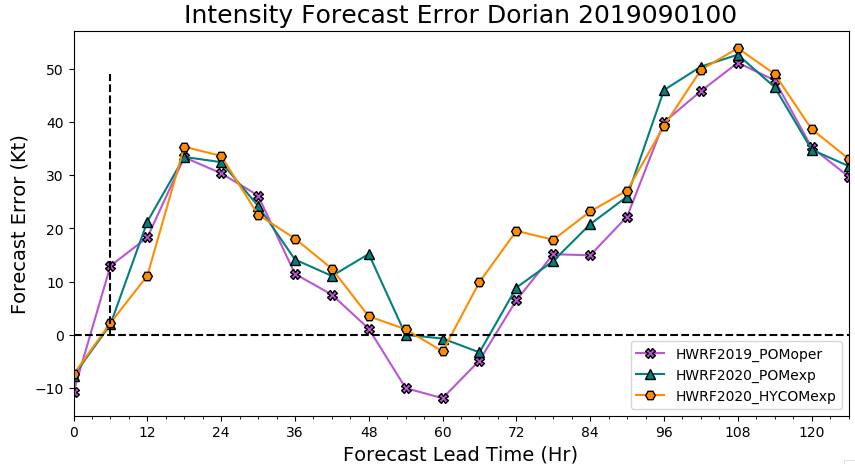 Intensity Forecast Error Dorian 2019090100
Forecast Error (Kt)
50
40
30
20
10
0
−10
HWRF2019_POMoper
HWRF2020_POMexp
HWRF2020_HYCOMexp
0 12 24 36 48 60 72 84 96 108 120
Forecast Lead Time (Hr)